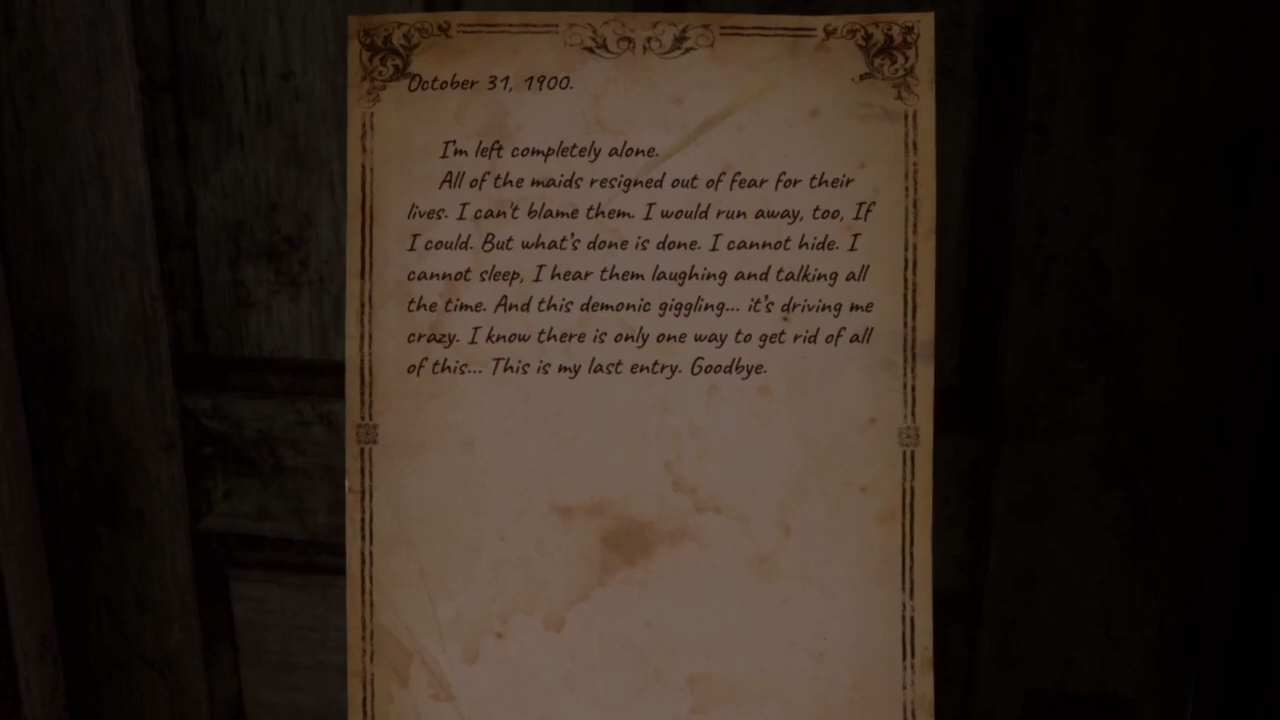 October 31, 1900.
I'm left completely alone.
All of the maids resigned out of fear for their
lives. I can't blame them. I would run away, too, If
I could. But what's done is done. I cannot hide. I
cannot sleep, I hear them laughing and talking all
the time. And this demonic giggling... it's driving me
crazy. I know there is only one way to get rid of all
of this... This is my last entry. Goodbye.